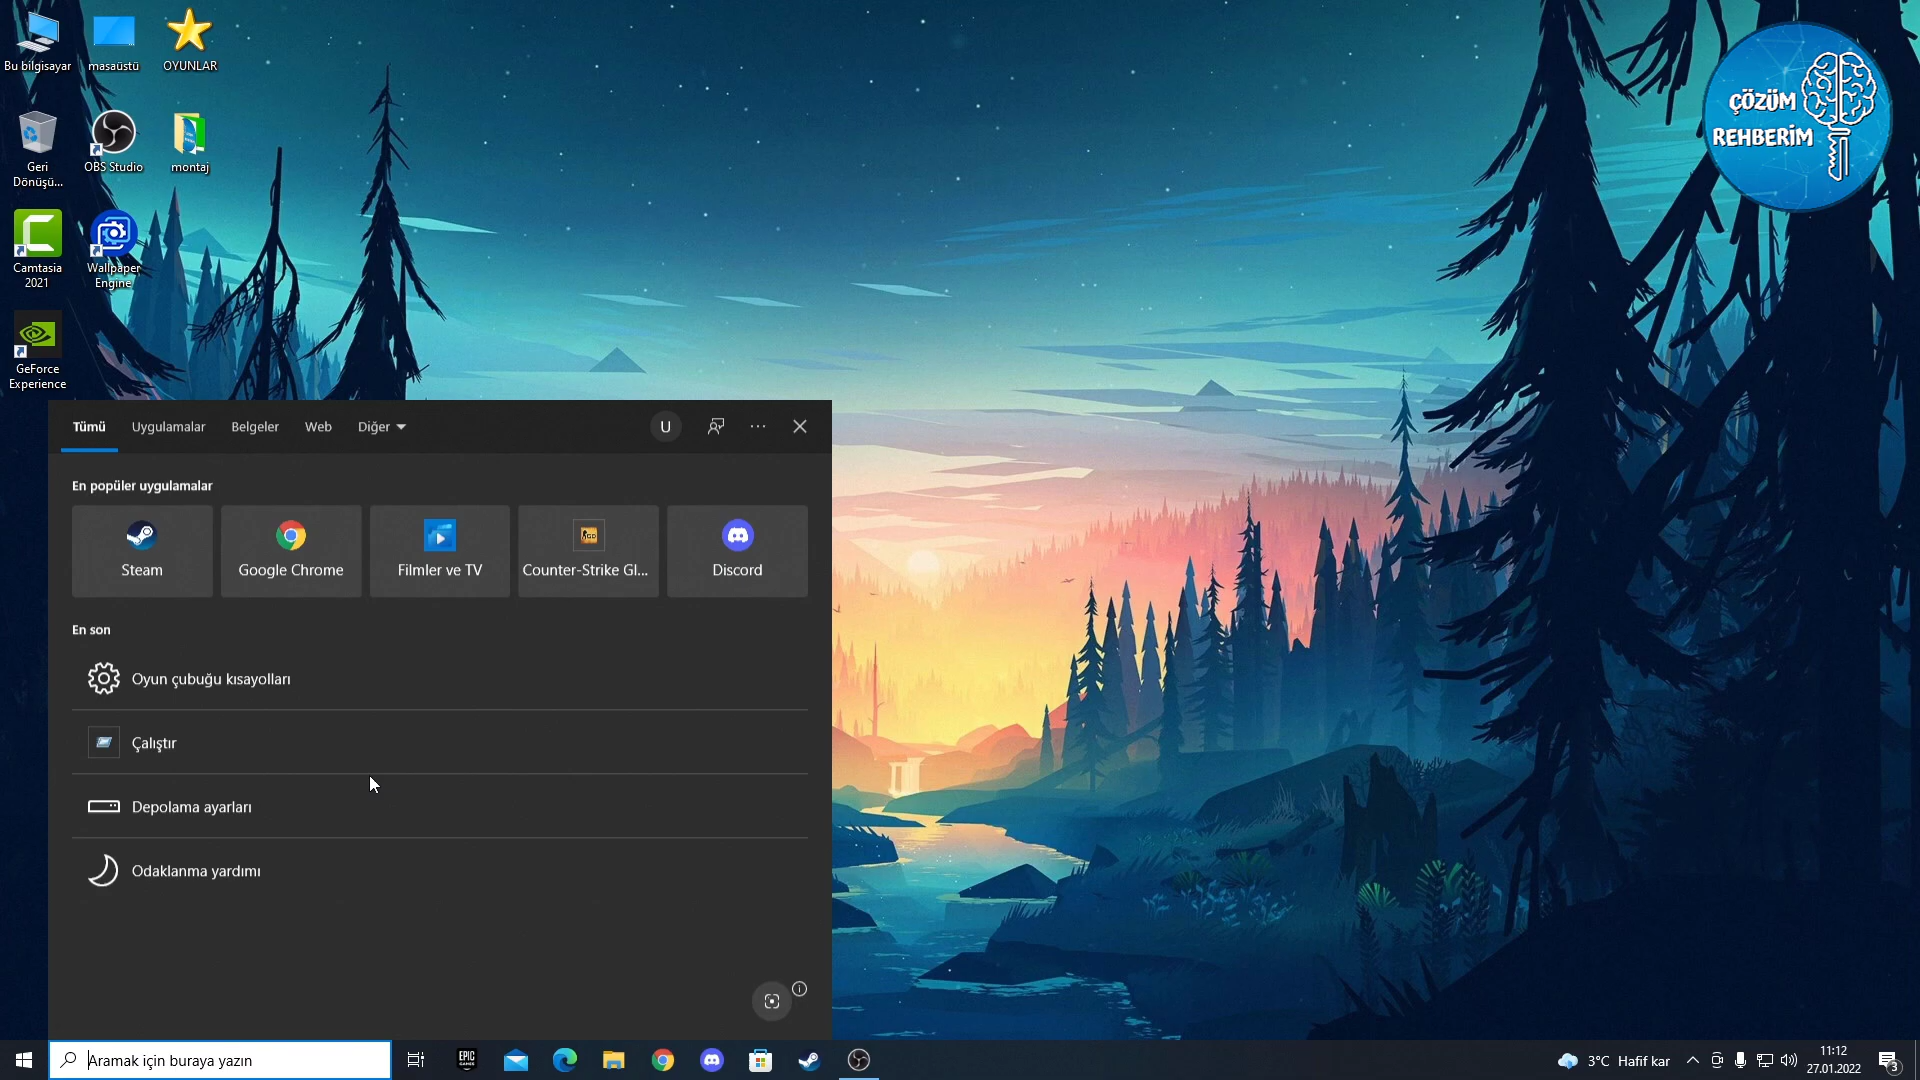 Bu bilgisayar
masaüstü
OYUNLAR
Geri
Dönüşü...
OBS Studio
montaj
Camtasia
2021
Wallpaper
Engine
GeForce
Experience
ÇÖZÜM
REHBERİM
Tümü
Uygulamalar
Belgeler
Web
Diğer
U
En popüler uygulamalar
Steam
Google Chrome
Filmler ve TV
Counter-Strike Gl...
Discord
En son
Oyun çubuğu kısayolları
Çalıştır
Depolama ayarları
Odaklanma yardımı
Aramak için buraya yazın
EPIC
GAMES
3°C Hafif kar
11:12
27.01.2022
3